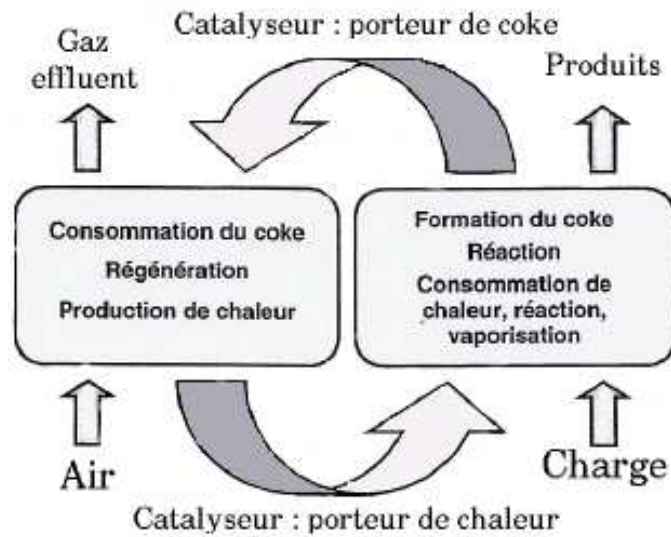 Catalyseur : porteur de coke
Gaz
effluent
Produits
Consommation du coke
Régénération
Production de chaleur
Formation du coke
Réaction
Consommation de
chaleur, réaction,
vaporisation
Air
Charge
Catalyseur : porteur de chaleur